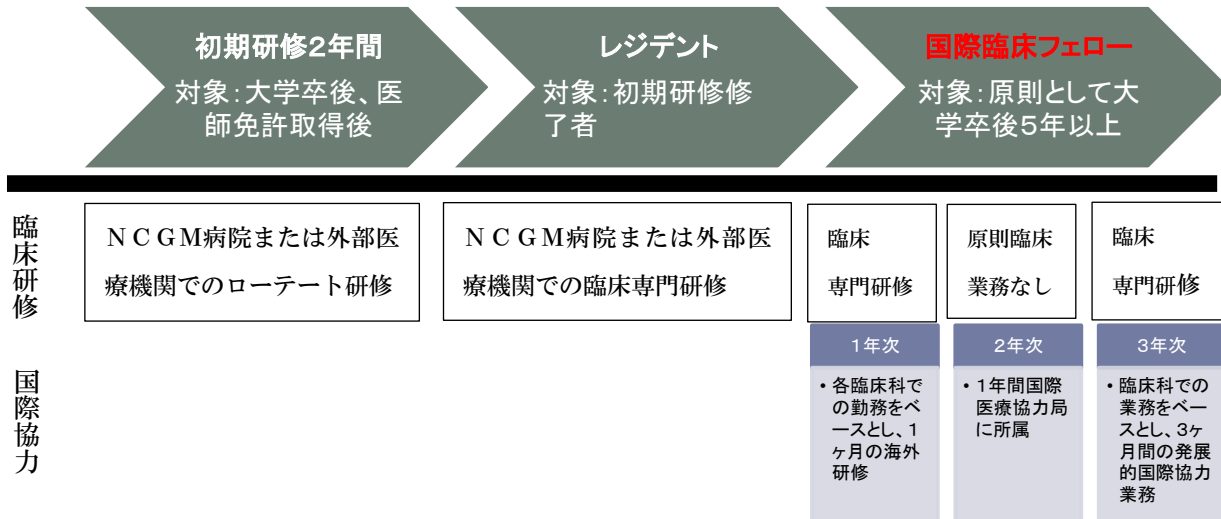 初期研修2年間
対象：大学卒後、医
師免許取得後
レジデント
対象：初期研修修
了者
国際臨床フェロー
対象：原則として大
学卒後5年以上
臨床研修
ＮＣＧＭ病院または外部医
療機関でのローテート研修
ＮＣＧＭ病院または外部医
療機関での臨床専門研修
臨床
専門研修
原則臨床
業務なし
臨床
専門研修
国際協力
1年次
・各臨床科で
の勤務をベ
ースとし、1
ヶ月の海外
研修
2年次
・1年間国際
医療協力局
に所属
3年次
・臨床科での
業務をベー
スとし、3ヶ
月間の発展
的国際協力
業務